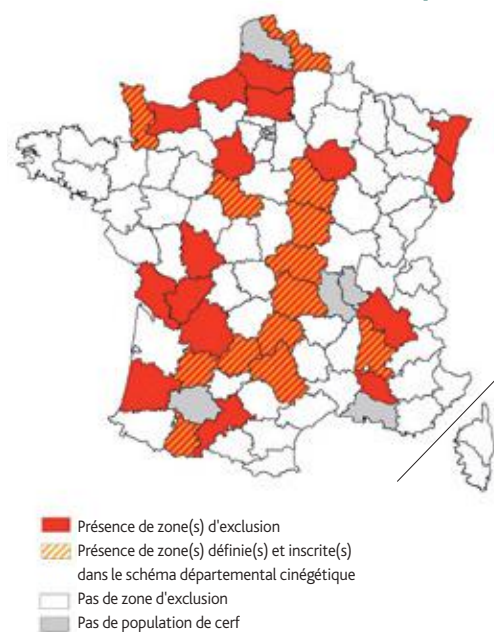 Présence de zone(s) d'exclusion
Présence de zone(s) définie(s) et inscrite(s)
dans le schéma départemental cinégétique
Pas de zone d'exclusion
Pas de population de cerf